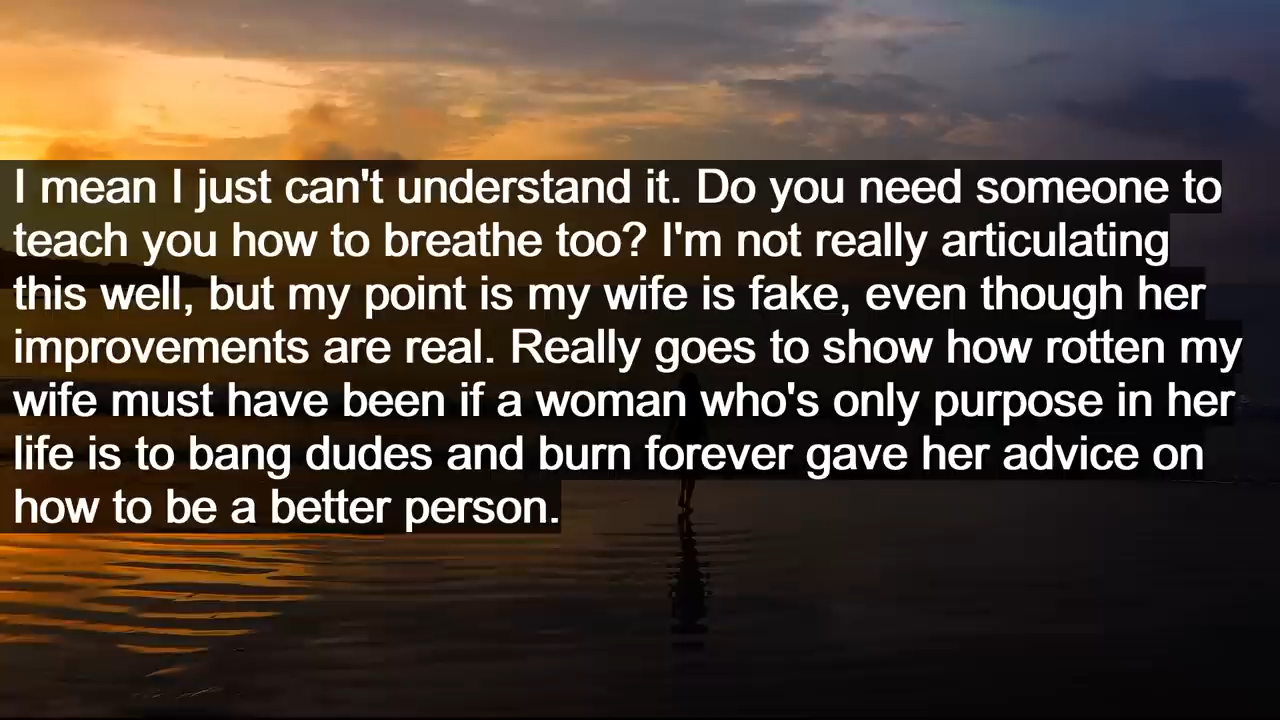 I mean I just can't understand it. Do you need someone to
teach you how to breathe too? I'm not really articulating
this well, but my point is my wife is fake, even though her
improvements are real. Really goes to show how rotten my
wife must have been if a woman who's only purpose in her
life is to bang dudes and burn forever gave her advice on
how to be a better person.